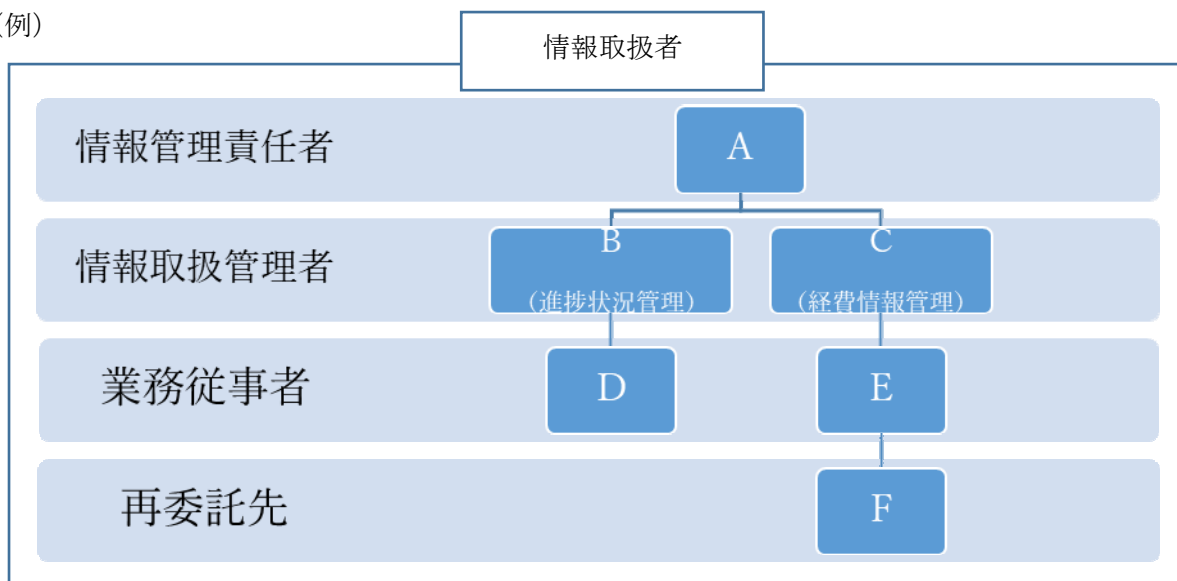 （例）
情報取扱者
情報管理責任者
A
情報取扱管理者
B
（進捗状況管理）
C
（経費情報管理）
業務従事者
D
E
再委託先
F